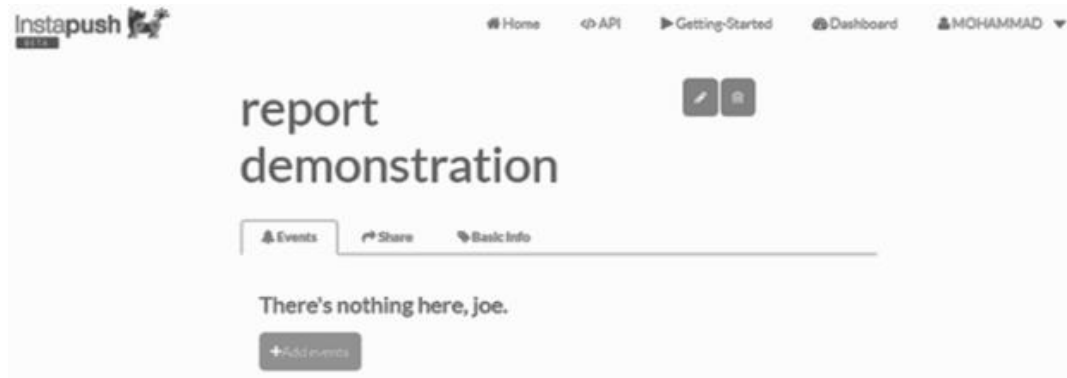 Instapush
BETA
Home API Getting-Started Dashboard MOHAMMAD
report
demonstration
Events Share Basic Info
There's nothing here, joe.
+Add events